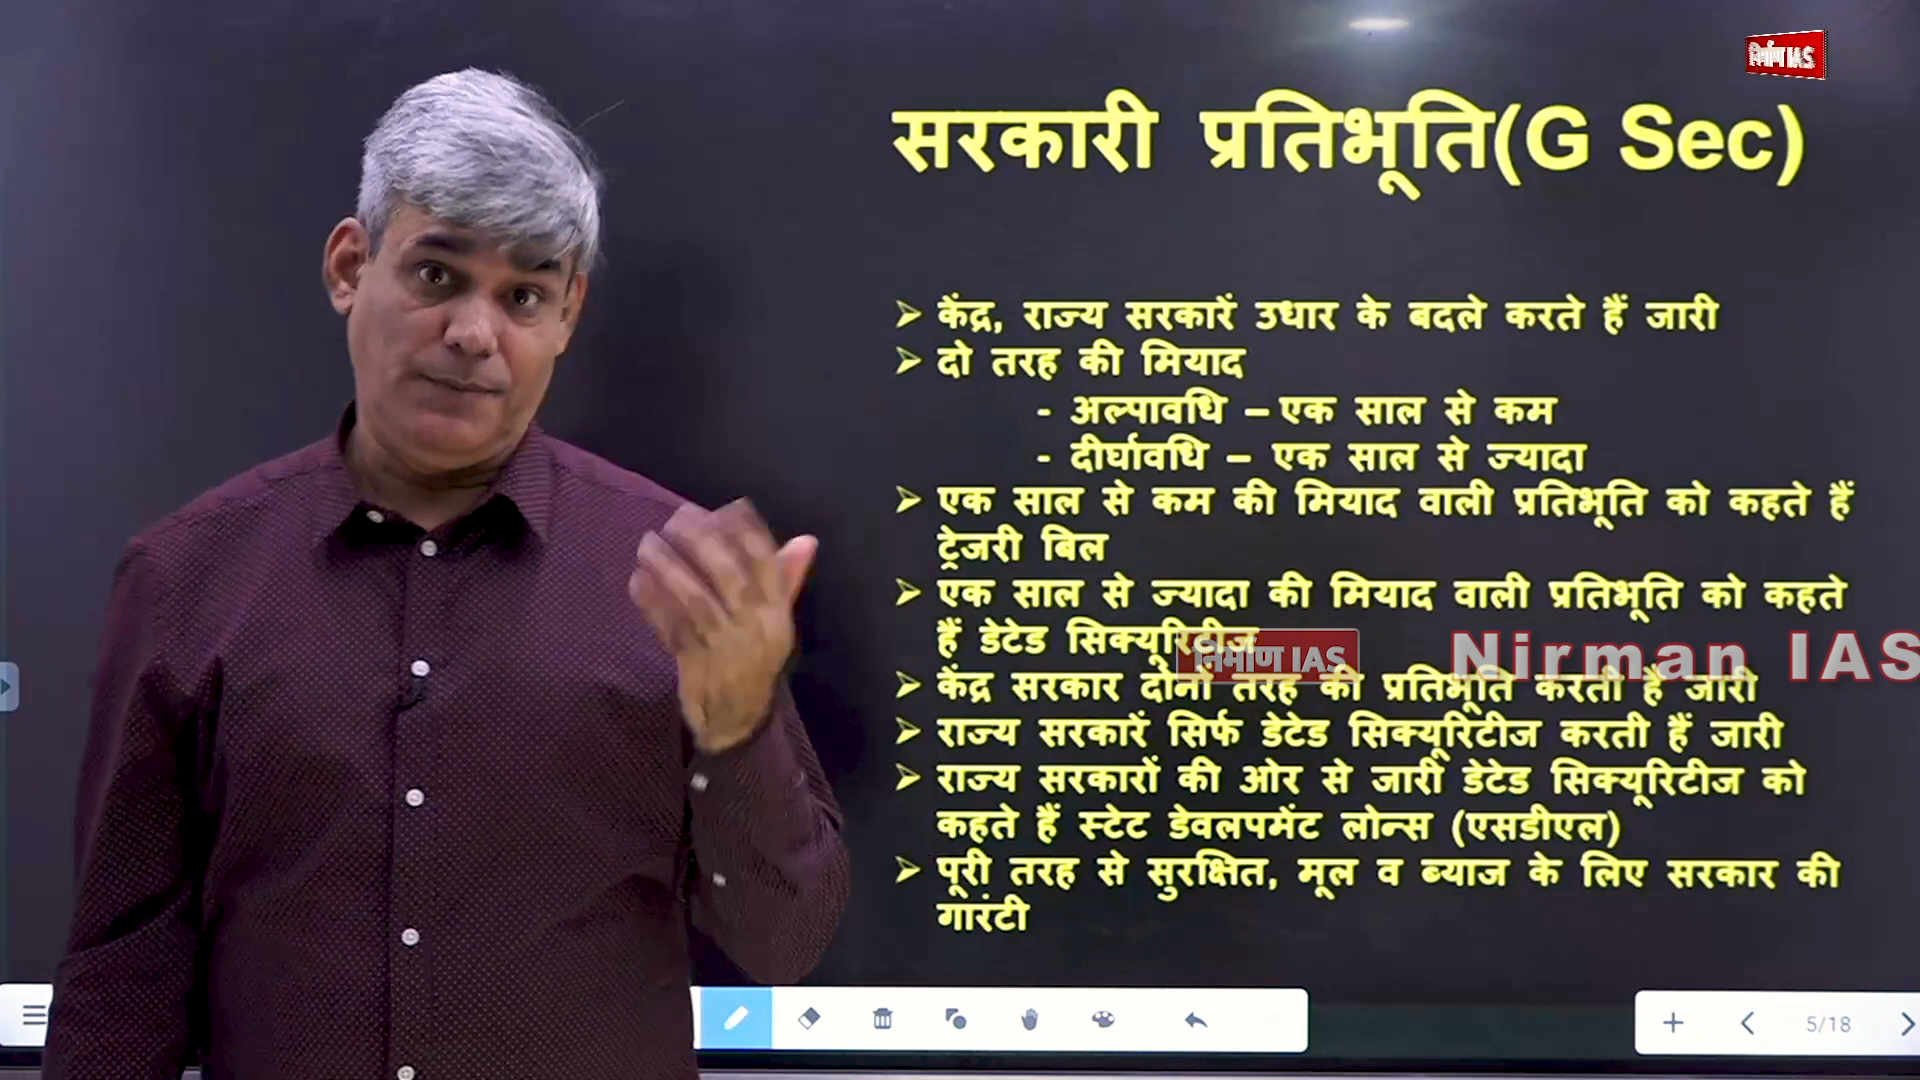 निर्माण IAS
सरकारी प्रतिभूति(G Sec)
➢ केंद्र, राज्य सरकारें उधार के बदले करते हैं जारी
➢ दो तरह की मियाद
- अल्पावधि – एक साल से कम
- दीर्घावधि – एक साल से ज्यादा
➢ एक साल से कम की मियाद वाली प्रतिभूति को कहते हैं
ट्रेजरी बिल
➢ एक साल से ज्यादा की मियाद वाली प्रतिभूति को कहते
हैं डेटेड सिक्यूरिटीज
निर्माण IAS Nirman IAS
➢ केंद्र सरकार दोनों तरह की प्रतिभूति करती हैं जारी
➢ राज्य सरकारें सिर्फ डेटेड सिक्यूरिटीज करती हैं जारी
➢ राज्य सरकारों की ओर से जारी डेटेड सिक्यूरिटीज को
कहते हैं स्टेट डेवलपमेंट लोन्स (एसडीएल)
➢ पूरी तरह से सुरक्षित, मूल व ब्याज के लिए सरकार की
गारंटी
5/18